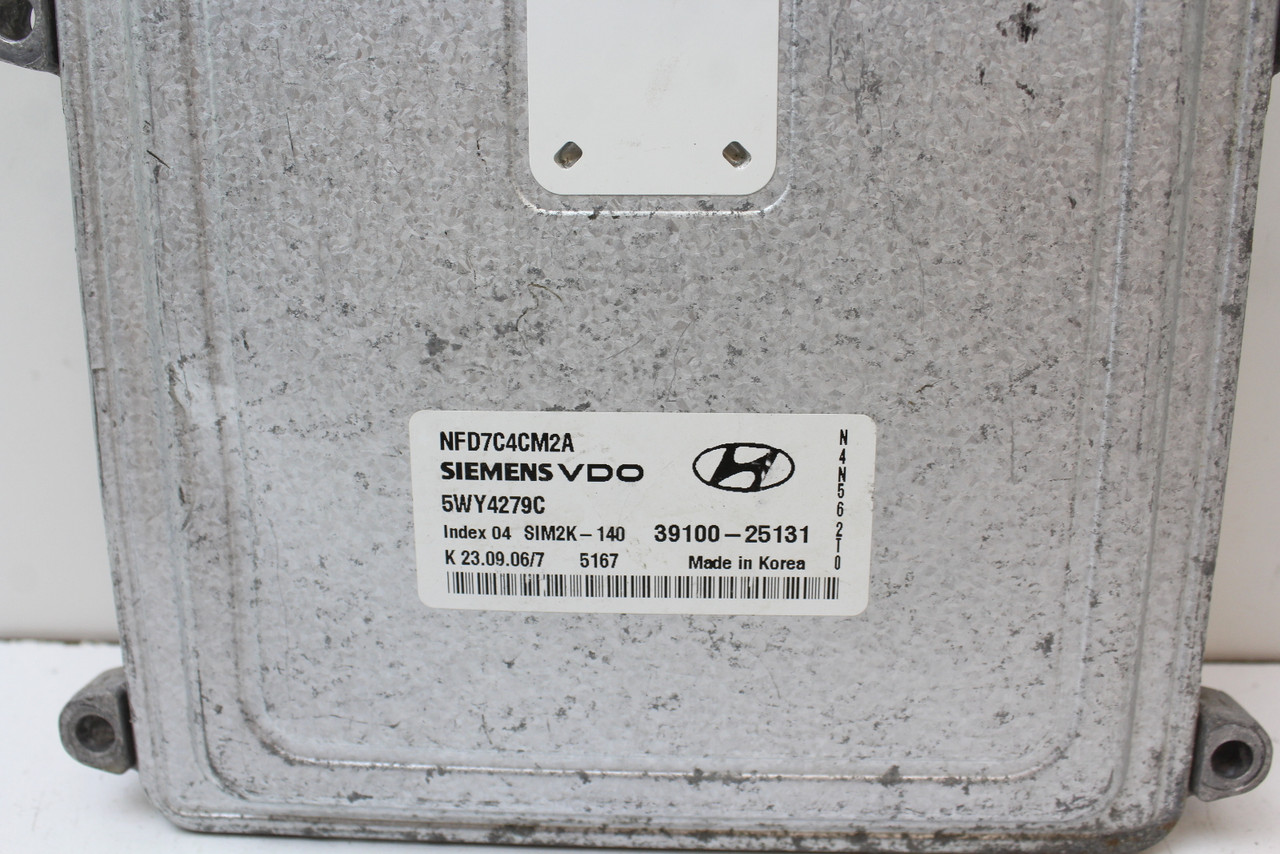 NFD7C4CM2A
SIEMENS VDO
5WY4279C
Index 04 SIM2K-140 39100-25131
K 23.09.06/7 5167 Made in Korea
N4N562T0